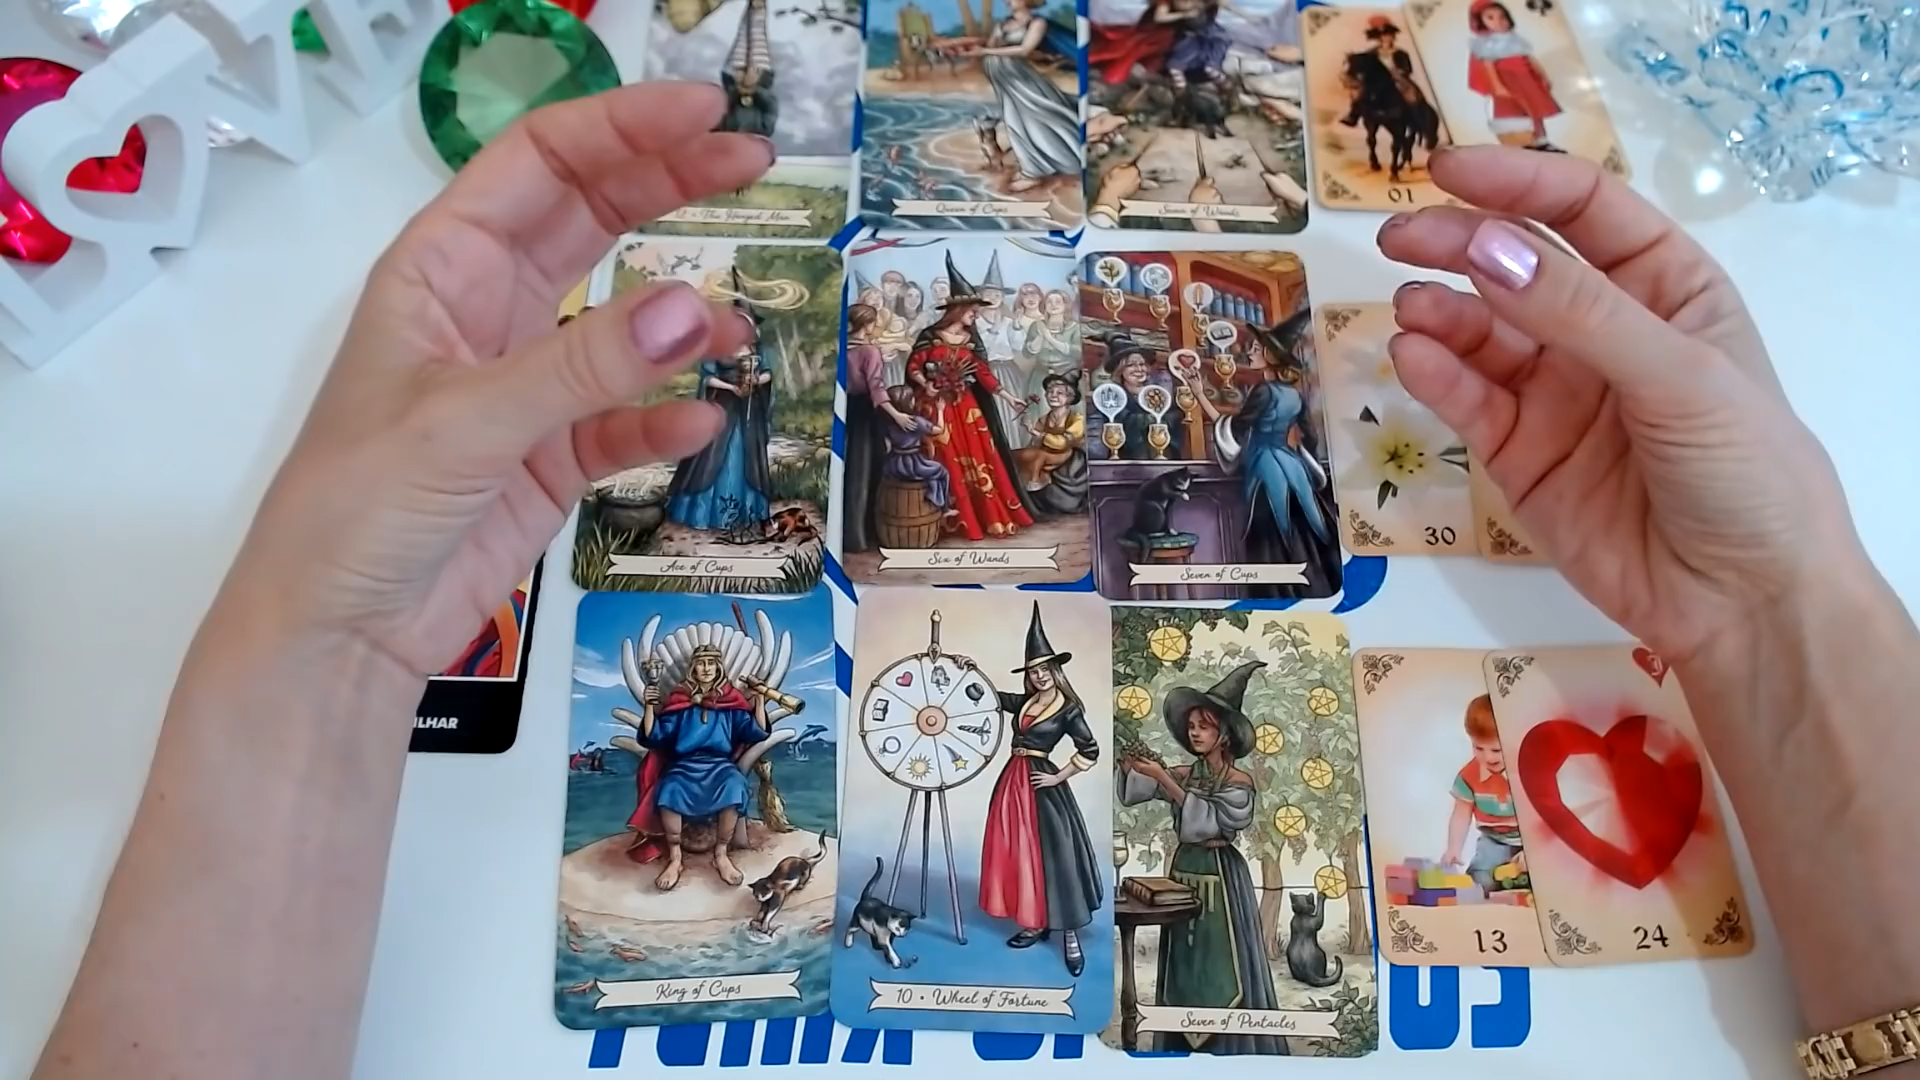 12 • The Hanged Man
Queen of Cups
Seven of Wands
01
Ace of Cups
Six of Wands
Seven of Cups
30
ILHAR
King of Cups
10 • Wheel of Fortune
Seven of Pentacles
13
24